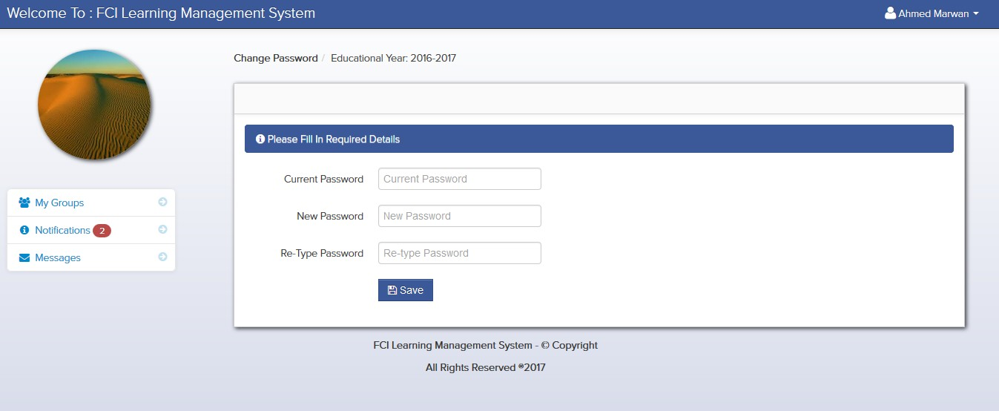 Welcome To : FCI Learning Management System
Ahmed Marwan
Change Password / Educational Year: 2016-2017
Please Fill In Required Details
Current Password Current Password
New Password New Password
Re-Type Password Re-type Password
Save
My Groups
Notifications 2
Messages
FCI Learning Management System - © Copyright
All Rights Reserved ®2017